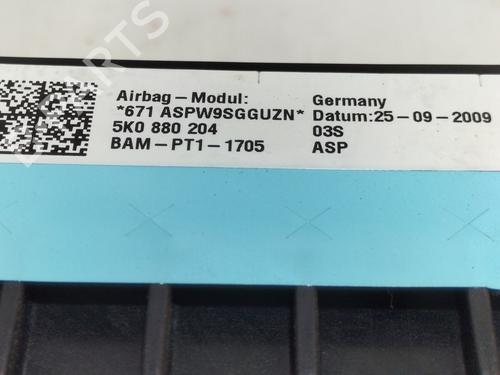 Airbag-Modul: Germany
*671 ASPW9SGGUZN* Datum:25-09-2009
5K0 880 204 03S
BAM-PT1-1705 ASP